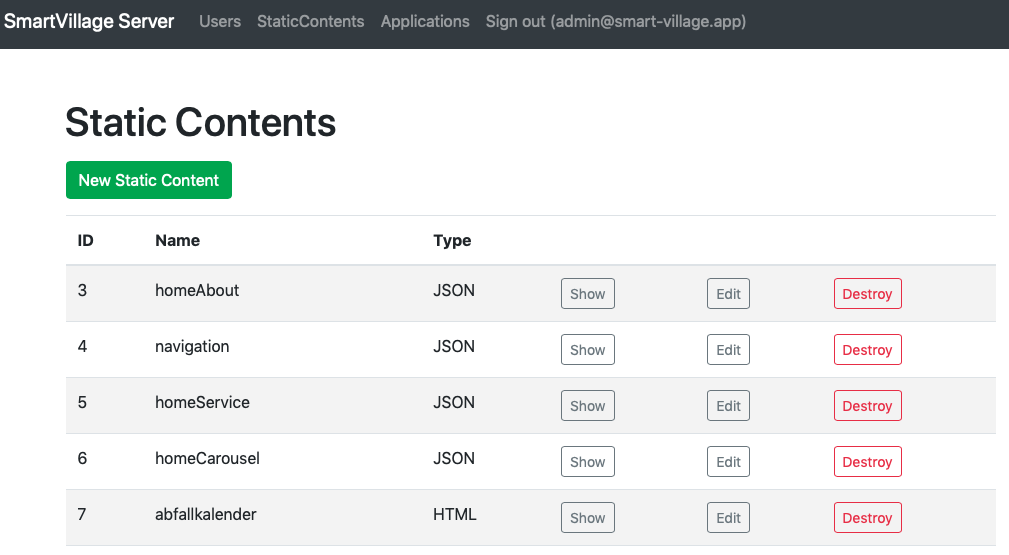 SmartVillage Server Users StaticContents Applications Sign out (admin@smart-village.app)
Static Contents
New Static Content
ID Name Type
3 homeAbout JSON Show Edit Destroy
4 navigation JSON Show Edit Destroy
5 homeService JSON Show Edit Destroy
6 homeCarousel JSON Show Edit Destroy
7 abfallkalender HTML Show Edit Destroy